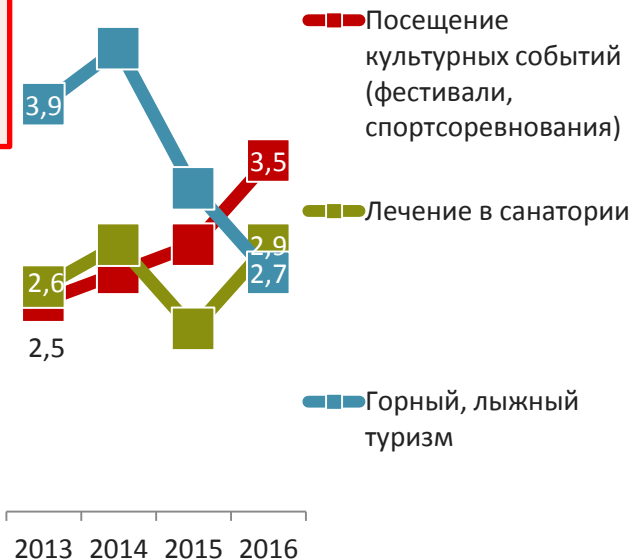 Посещение
культурных событий
(фестивали,
спортсоревнования)
Лечение в санатории
Горный, лыжный
туризм
3,9
3,5
2,6
2,9
2,7
2,5
2013 2014 2015 2016